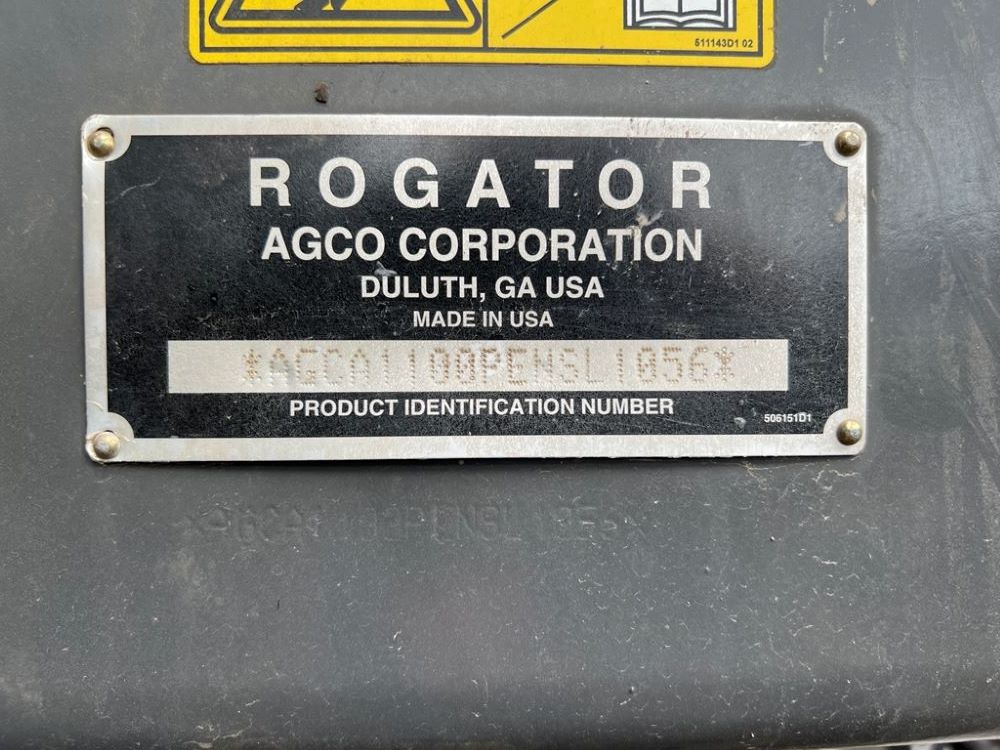 511143D1 02
ROGATOR
AGCO CORPORATION
DULUTH, GA USA
MADE IN USA
*AGCA1100PENSL1056*
PRODUCT IDENTIFICATION NUMBER
506151D1